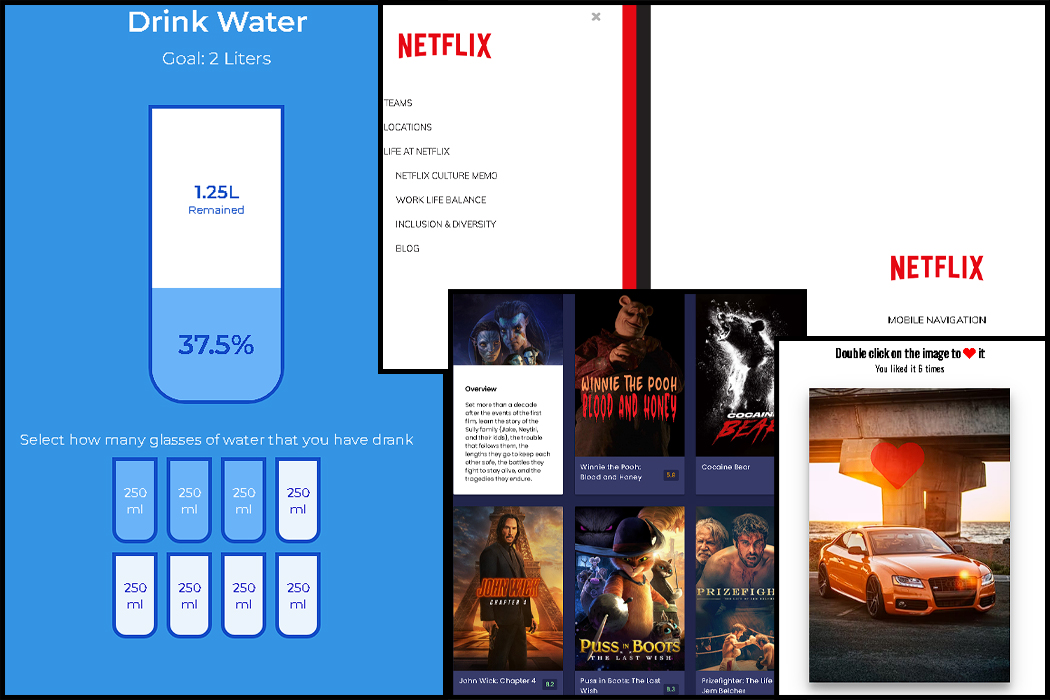 Drink Water
Goal: 2 Liters
1.25L
Remained
37.5%
Select how many glasses of water that you have drank
250
ml
250
ml
250
ml
250
ml
250
ml
250
ml
250
ml
250
ml
×
NETFLIX
TEAMS
LOCATIONS
LIFE AT NETFLIX
NETFLIX CULTURE MEMO
WORK LIFE BALANCE
INCLUSION & DIVERSITY
BLOG
NETFLIX
MOBILE NAVIGATION
Overview
Set more than a decade
after the events of the first
film, learn the story of the
Sully family (Jake, Neytiri,
and their kids), the trouble
that follows them, the
lengths they go to keep each
other safe, the battles they
fight to stay alive, and the
tragedies they endure.
WINNIE THE POOH
BLOOD AND HONEY
Winnie the Pooh:
Blood and Honey
5.8
COCAIN
BEAR
Cocaine Bear
JOHN WICK
CHAPTER 4
John Wick: Chapter 4
8.2
PUSS IN BOOTS
THE LAST WISH
Puss in Boots: The Last
Wish
8.3
PRIZEFIGH
Prizefighter: The Life
Jem Belcher
Double click on the image to ❤ it
You liked it 6 times